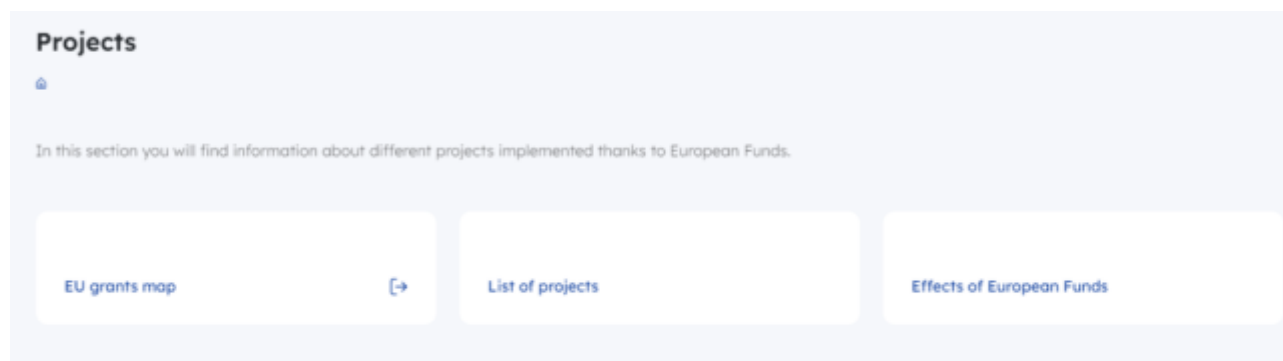 Projects
In this section you will find information about different projects implemented thanks to European Funds.
EU grants map
List of projects
Effects of European Funds